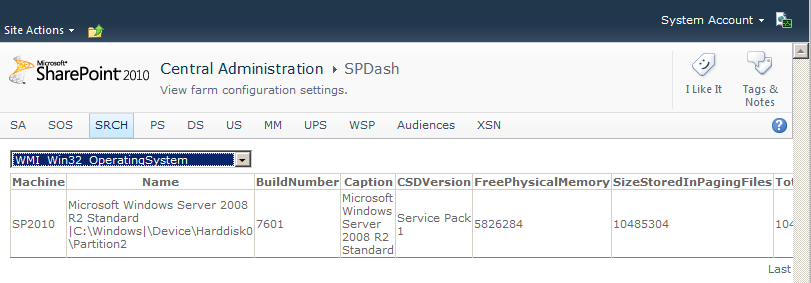 System Account
Site Actions
Microsoft®
SharePoint 2010
Central Administration SPDash
View farm configuration settings.
I Like It
Tags &
Notes
SA SOS SRCH PS DS US MM UPS WSP Audiences XSN
WMI_Win32_OperatingSystem
Machine Name BuildNumber Caption CSDVersion FreePhysicalMemory SizeStoredInPagingFiles Tot
SP2010
Microsoft Windows Server 2008
R2 Standard
|C:\Windows|\Device\Harddisk0
\Partition2
7601
Microsoft
Windows
Server
2008 R2
Standard
Service Pack
1
5826284
10485304
104
Last